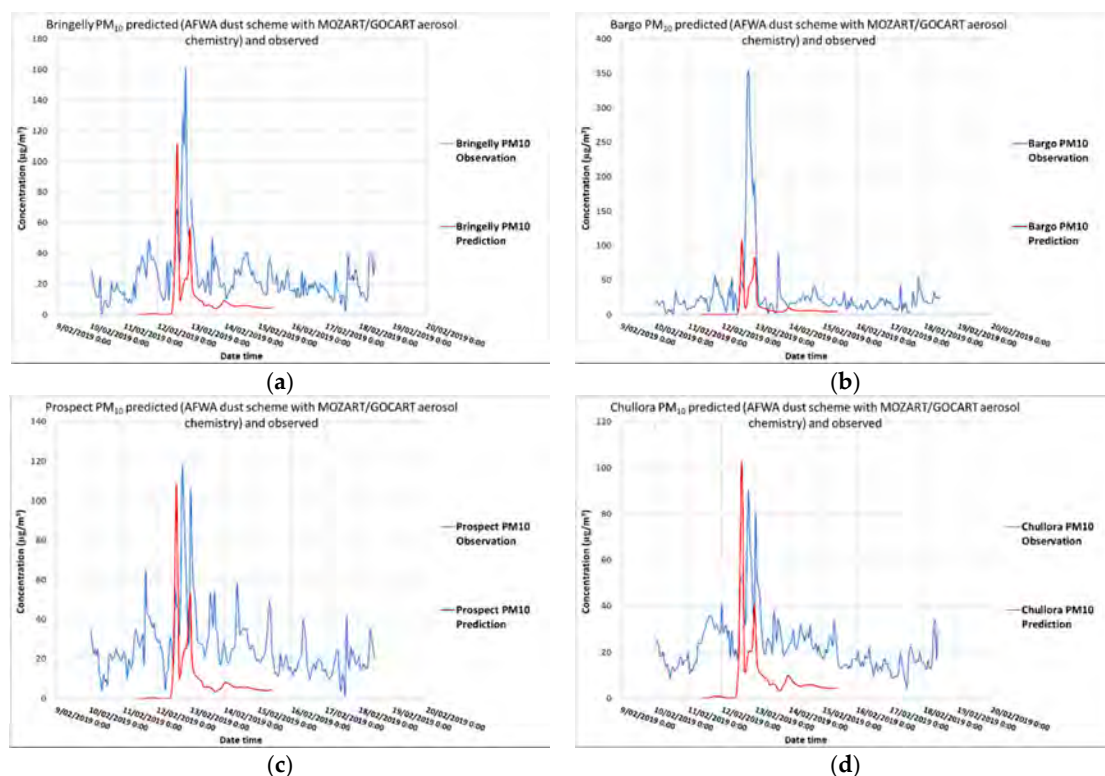 Bringelly PM10 predicted (AFWA dust scheme with MOZART/GOCART aerosol
chemistry) and observed
180
160
140
120
100
80
60
40
20
0
Concentration (µg/m³)
Bringelly PM10
Observation
Bringelly PM10
Prediction
9/02/2019 0:00
10/02/2019 0:00
11/02/2019 0:00
12/02/2019 0:00
13/02/2019 0:00
14/02/2019 0:00
15/02/2019 0:00
16/02/2019 0:00
17/02/2019 0:00
18/02/2019 0:00
19/02/2019 0:00
20/02/2019 0:00
Date time
(a)
Bargo PM10 predicted (AFWA dust scheme with MOZART/GOCART aerosol
chemistry) and observed
400
350
300
250
200
150
100
50
0
Concentration (µg/m³)
Bargo PM10
Observation
Bargo PM10
Prediction
9/02/2019 0:00
10/02/2019 0:00
11/02/2019 0:00
12/02/2019 0:00
13/02/2019 0:00
14/02/2019 0:00
15/02/2019 0:00
16/02/2019 0:00
17/02/2019 0:00
18/02/2019 0:00
19/02/2019 0:00
20/02/2019 0:00
Date time
(b)
Prospect PM10 predicted (AFWA dust scheme with MOZART/GOCART aerosol
chemistry) and observed
140
120
100
80
60
40
20
0
Concentration (µg/m³)
Prospect PM10
Observation
Prospect PM10
Prediction
9/02/2019 0:00
10/02/2019 0:00
11/02/2019 0:00
12/02/2019 0:00
13/02/2019 0:00
14/02/2019 0:00
15/02/2019 0:00
16/02/2019 0:00
17/02/2019 0:00
18/02/2019 0:00
19/02/2019 0:00
20/02/2019 0:00
Date time
(c)
Chullora PM10 predicted (AFWA dust scheme with MOZART/GOCART aerosol
chemistry) and observed
120
100
80
60
40
20
0
Concentration (µg/m³)
Chullora PM10
Observation
Chullora PM10
Prediction
9/02/2019 0:00
10/02/2019 0:00
11/02/2019 0:00
12/02/2019 0:00
13/02/2019 0:00
14/02/2019 0:00
15/02/2019 0:00
16/02/2019 0:00
17/02/2019 0:00
18/02/2019 0:00
19/02/2019 0:00
20/02/2019 0:00
Date time
(d)